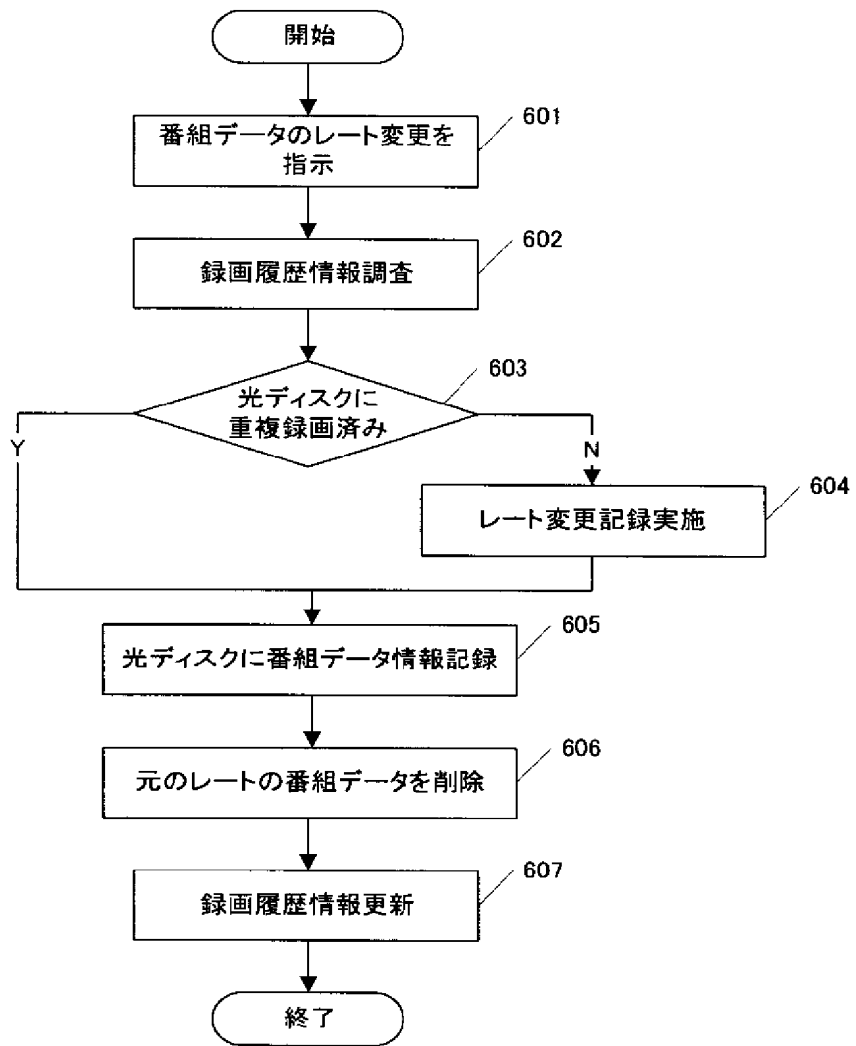 開始
番組データのレート変更を
指示
601
録画履歴情報調査
602
光ディスクに
重複録画済み
603
Y
N
レート変更記録実施
604
光ディスクに番組データ情報記録
605
元のレートの番組データを削除
606
録画履歴情報更新
607
終了